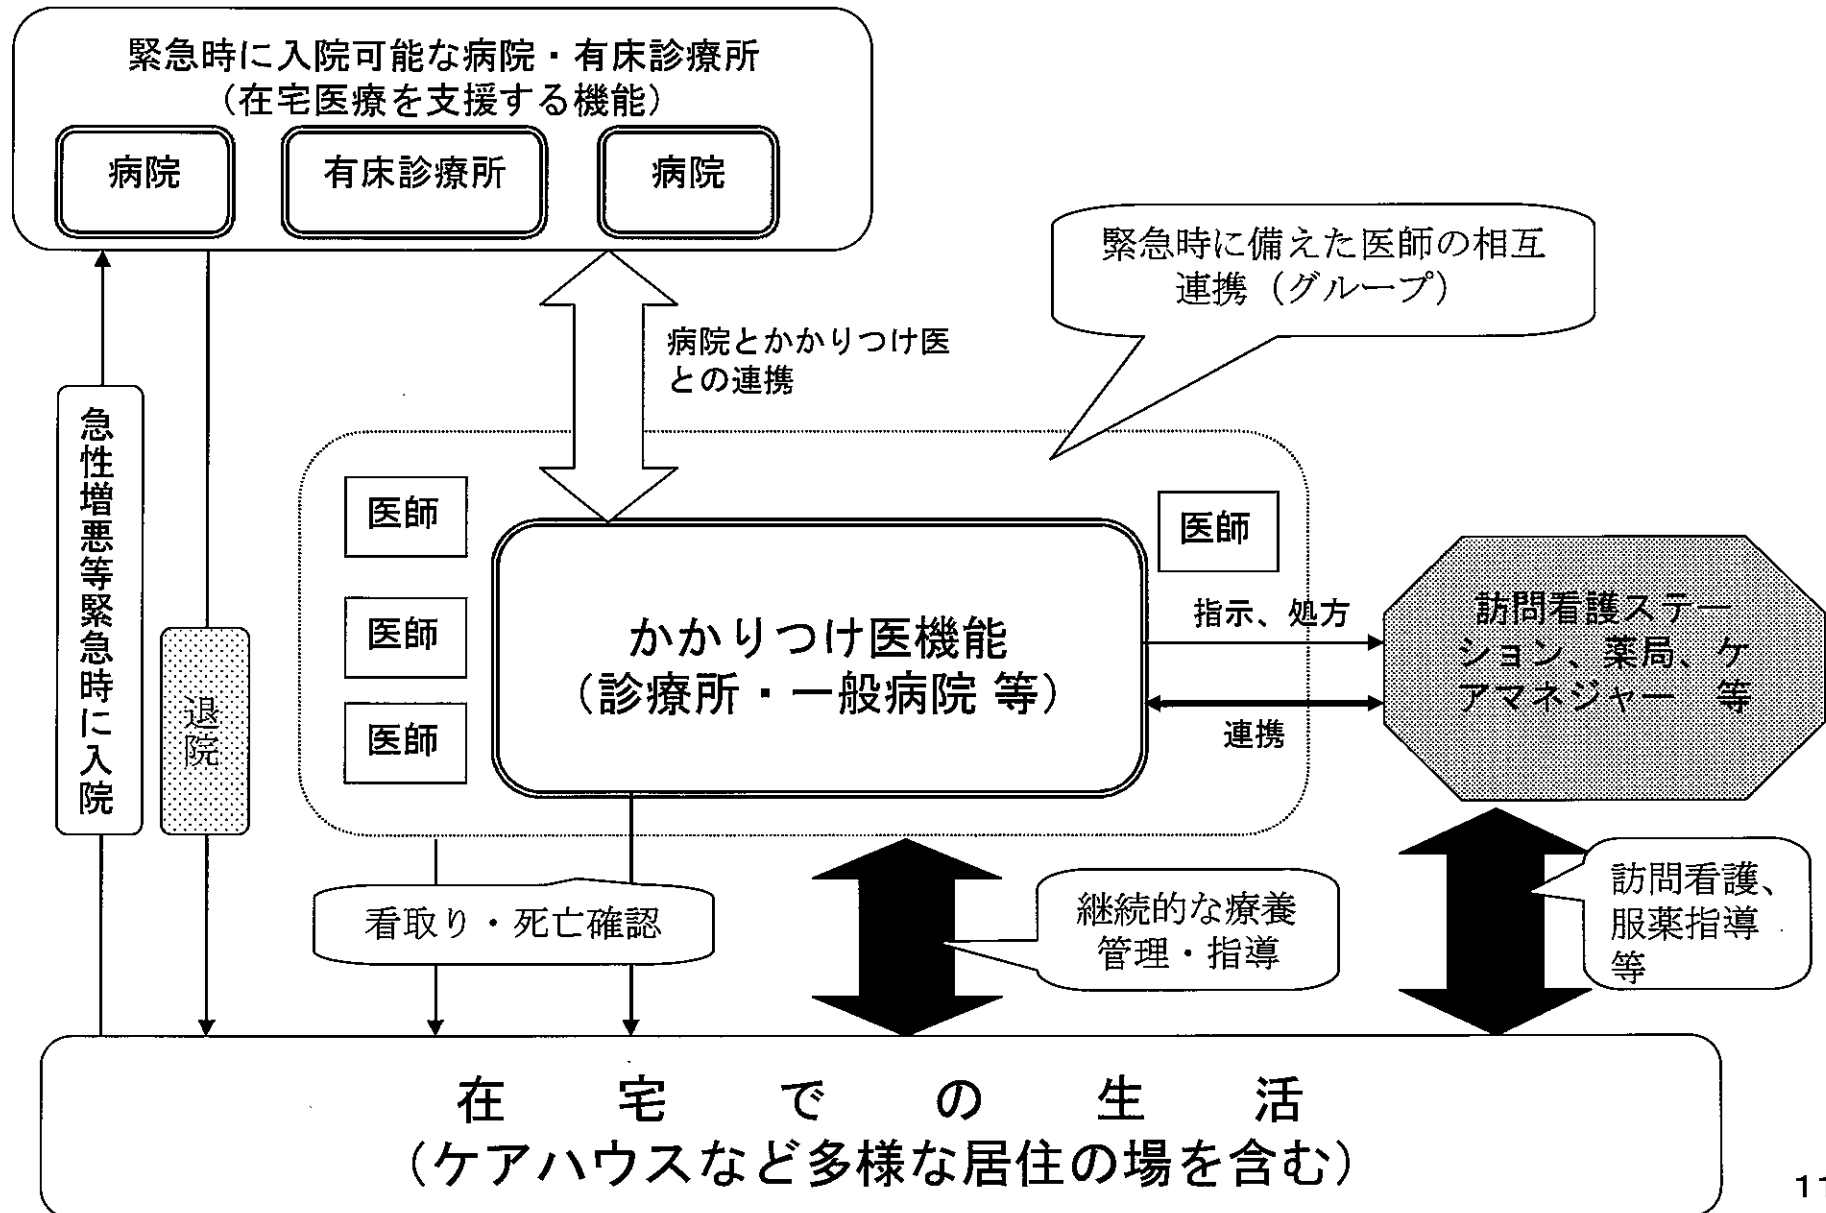 緊急時に入院可能な病院・有床診療所
（在宅医療を支援する機能）
病院
有床診療所
病院
緊急時に備えた医師の相互
連携（グループ）
病院とかかりつけ医
との連携
急性増悪等緊急時に入院
退院
医師
医師
医師
医師
かかりつけ医機能
（診療所・一般病院 等）
指示、処方
連携
訪問看護ステー
ション、薬局、ケ
アマネジャー　等
看取り・死亡確認
継続的な療養
管理・指導
訪問看護、
服薬指導
等
在　宅　で　の　生　活
（ケアハウスなど多様な居住の場を含む）
11